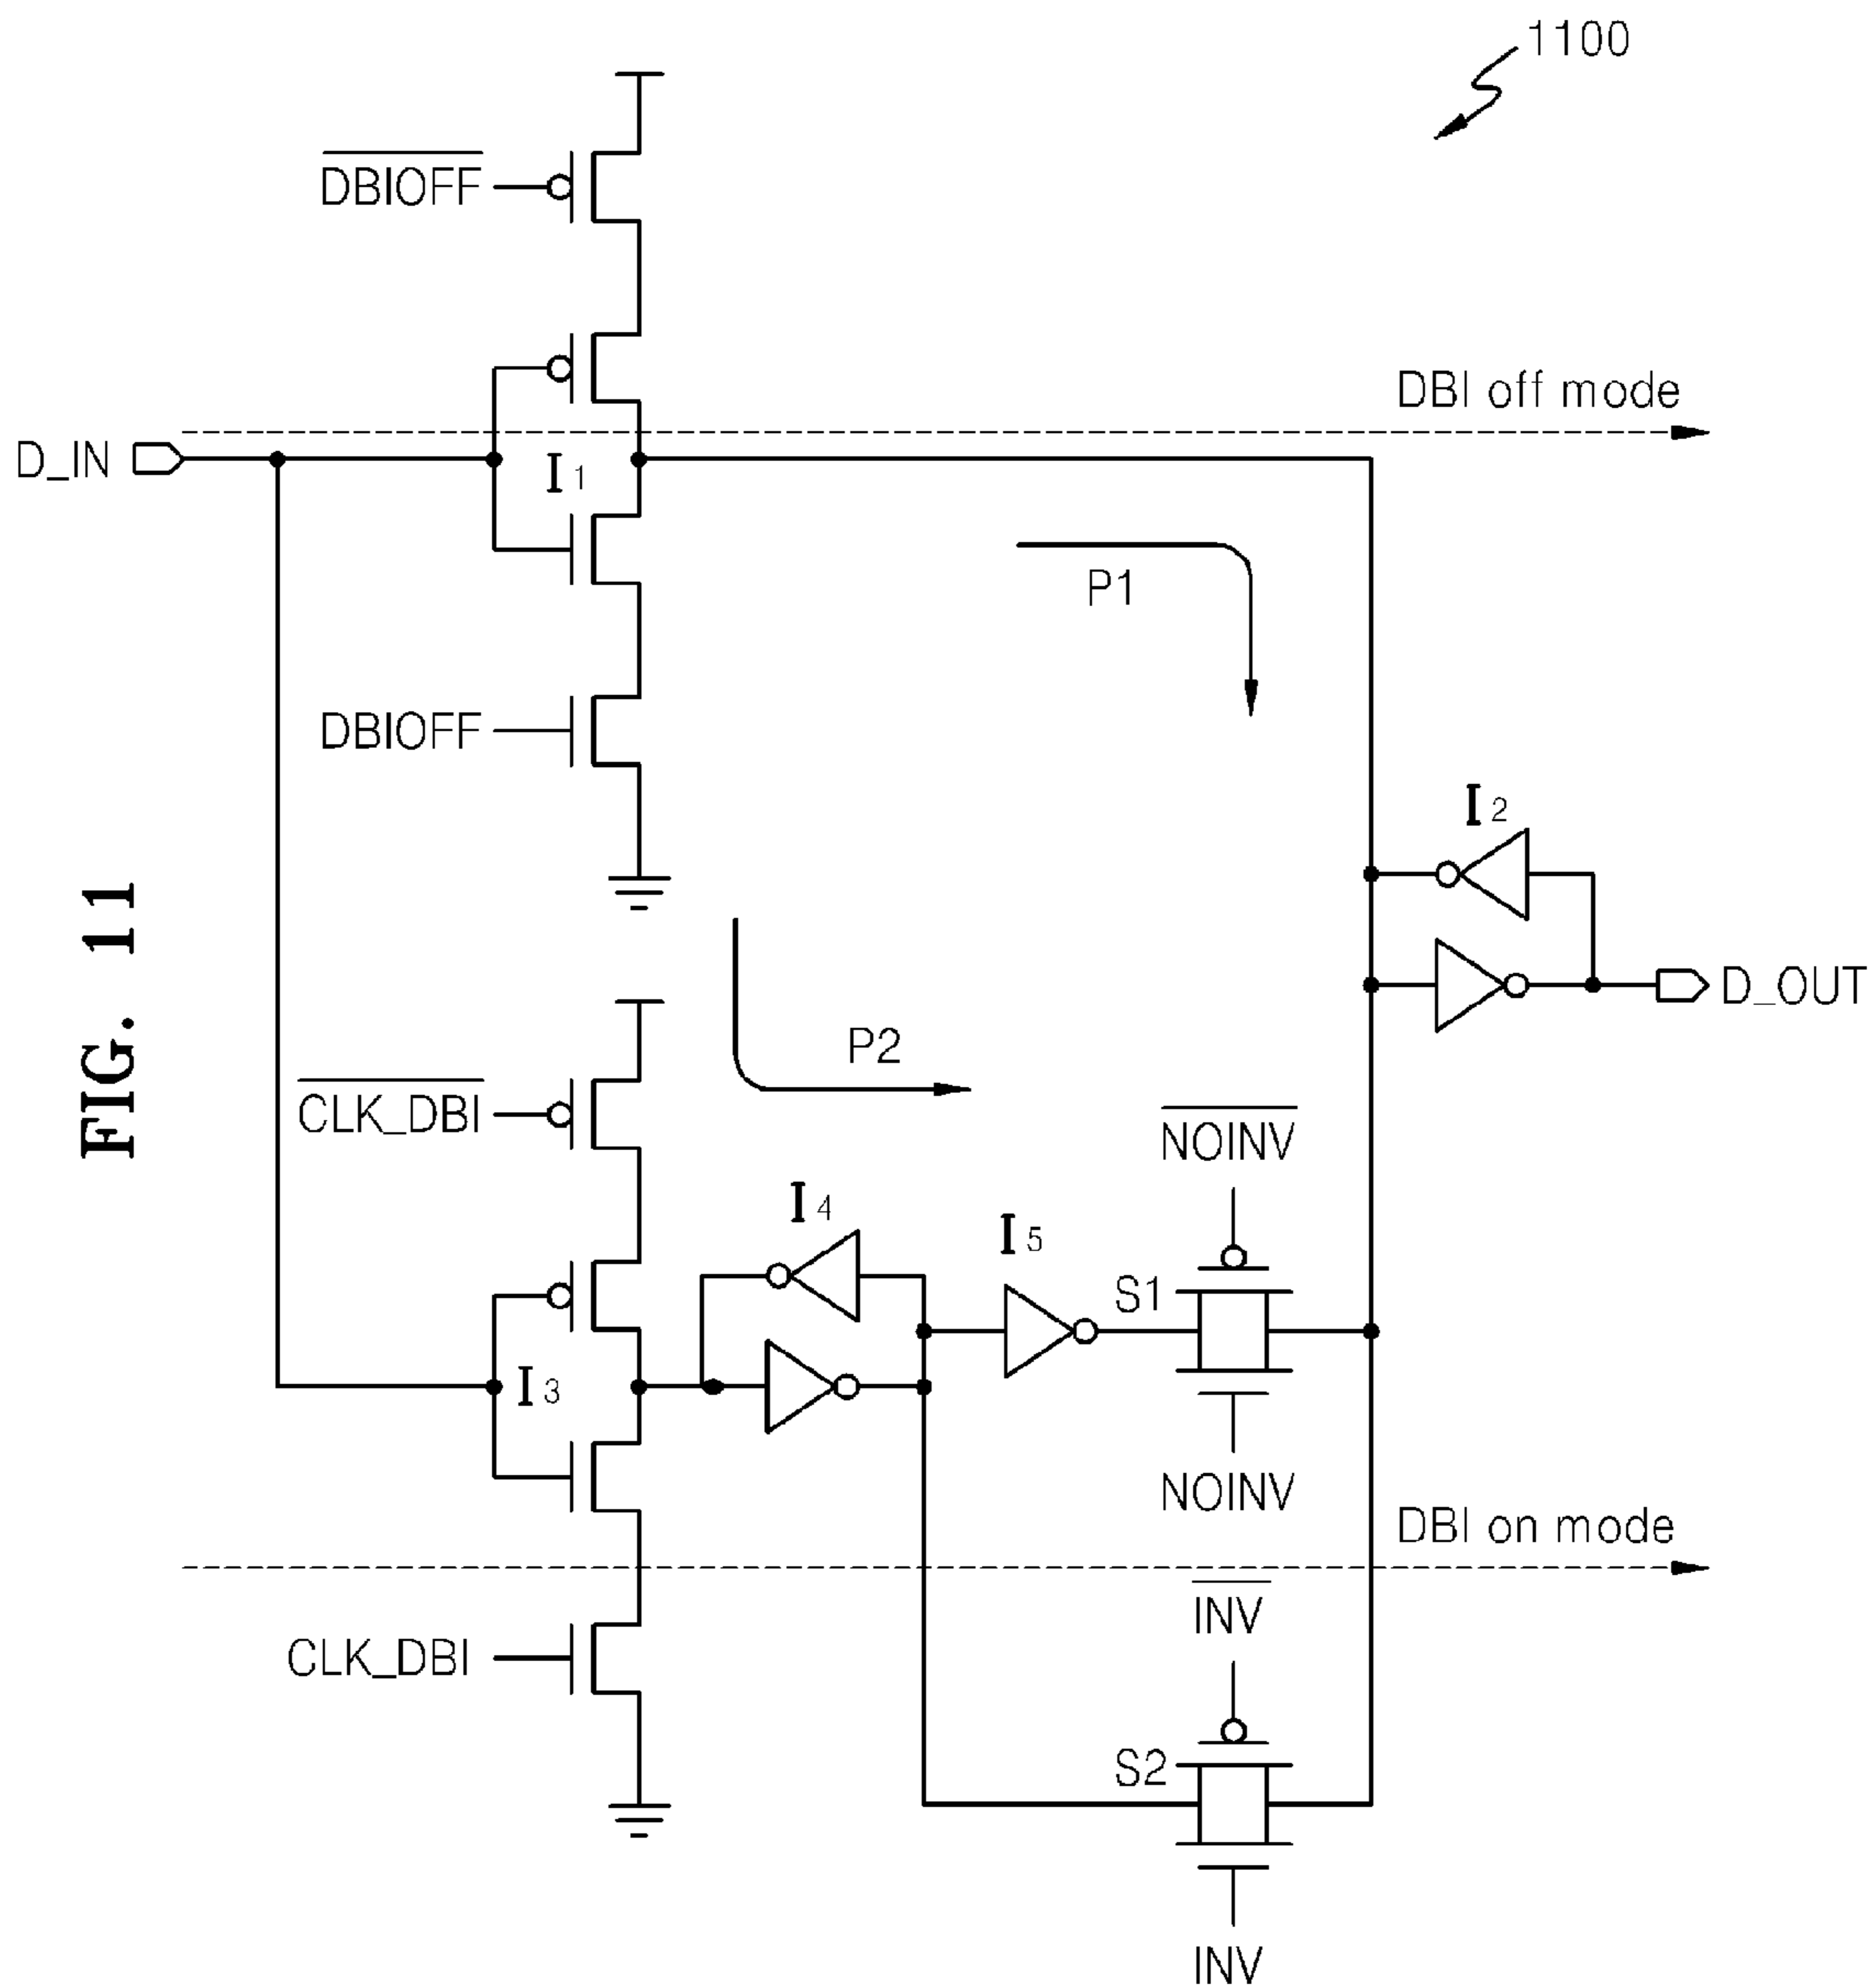 FIG. 11
1100
DBIOFF
DBI off mode
D_IN
I1
P1
DBIOFF
I2
D_OUT
P2
CLK_DBI
NOINV
I4
I5
S1
I3
NOINV
DBI on mode
INV
CLK_DBI
S2
INV